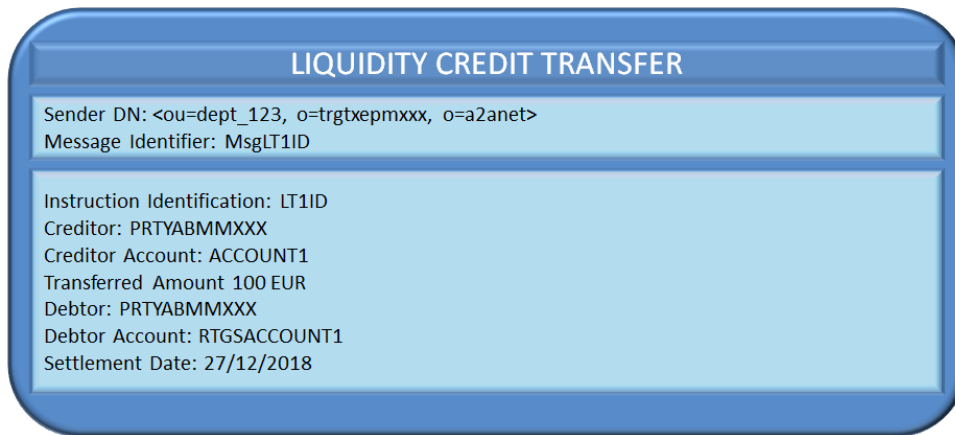 LIQUIDITY CREDIT TRANSFER
Sender DN: <ou=dept_123, o=trgtxepmxxx, o=a2anet>
Message Identifier: MsgLT1ID
Instruction Identification: LT1ID
Creditor: PRTYABMMXXX
Creditor Account: ACCOUNT1
Transferred Amount 100 EUR
Debtor: PRTYABMMXXX
Debtor Account: RTGSACCOUNT1
Settlement Date: 27/12/2018